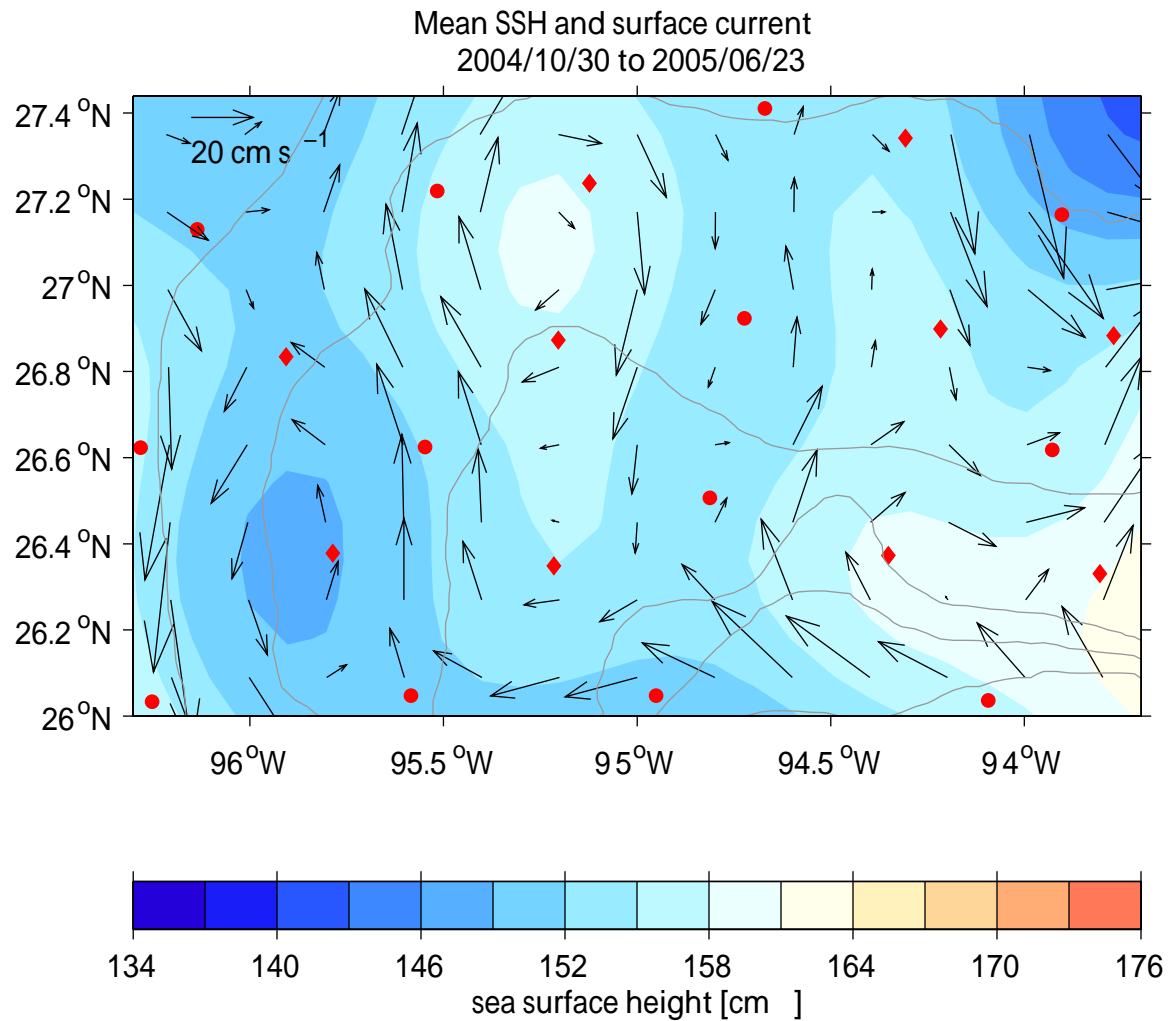 Mean SSH and surface current
2004/10/30 to 2005/06/23
27.4 °N
20 cm s −1
27.2 °N
27 °N
26.8 °N
26.6 °N
26.4 °N
26.2 °N
26 °N
96 °W 95.5 °W 95 °W 94.5 °W 94 °W
134 140 146 152 158 164 170 176
sea surface height [cm ]